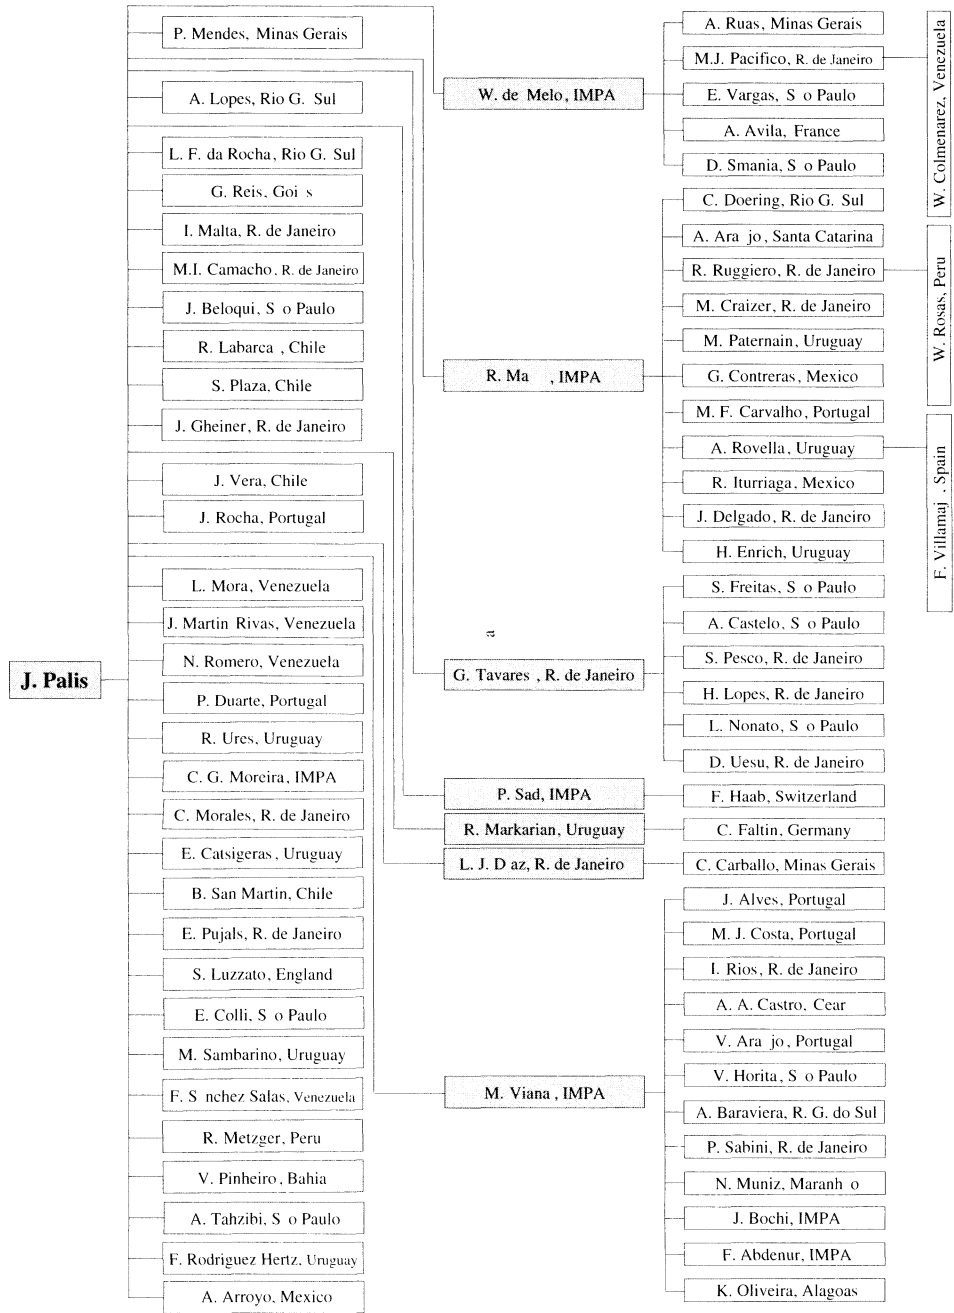 J. Palis
P. Mendes, Minas Gerais
A. Lopes, Rio G. Sul
L. F. da Rocha, Rio G. Sul
G. Reis, Goi s
I. Malta, R. de Janeiro
M.I. Camacho, R. de Janeiro
J. Beloqui, S o Paulo
R. Labarca , Chile
S. Plaza, Chile
J. Gheiner, R. de Janeiro
J. Vera, Chile
J. Rocha, Portugal
L. Mora, Venezuela
J. Martin Rivas, Venezuela
N. Romero, Venezuela
P. Duarte, Portugal
R. Ures, Uruguay
C. G. Moreira, IMPA
C. Morales, R. de Janeiro
E. Catsigeras , Uruguay
B. San Martin, Chile
E. Pujals, R. de Janeiro
S. Luzzato, England
E. Colli, S o Paulo
M. Sambarino, Uruguay
F. S nchez Salas, Venezuela
R. Metzger, Peru
V. Pinheiro, Bahia
A. Tahzibi, S o Paulo
F. Rodriguez Hertz, Uruguay
A. Arroyo, Mexico
W. de Melo, IMPA
R. Ma , IMPA
a
G. Tavares , R. de Janeiro
P. Sad, IMPA
R. Markarian, Uruguay
L. J. D az, R. de Janeiro
M. Viana , IMPA
A. Ruas, Minas Gerais
M.J. Pacifico, R. de Janeiro
E. Vargas, S o Paulo
A. Avila, France
D. Smania, S o Paulo
C. Doering, Rio G. Sul
A. Ara jo , Santa Catarina
R. Ruggiero, R. de Janeiro
M. Craizer, R. de Janeiro
M. Paternain, Uruguay
G. Contreras, Mexico
M. F. Carvalho, Portugal
A. Rovella, Uruguay
R. Iturriaga, Mexico
J. Delgado, R. de Janeiro
H. Enrich, Uruguay
S. Freitas, S o Paulo
A. Castelo, S o Paulo
S. Pesco, R. de Janeiro
H. Lopes, R. de Janeiro
L. Nonato, S o Paulo
D. Uesu, R. de Janeiro
F. Haab, Switzerland
C. Faltin, Germany
C. Carballo, Minas Gerais
J. Alves, Portugal
M. J. Costa, Portugal
I. Rios, R. de Janeiro
A. A. Castro, Cear
V. Ara jo , Portugal
V. Horita, S o Paulo
A. Baraviera, R. G. do Sul
P. Sabini, R. de Janeiro
N. Muniz, Maranh o
J. Bochi, IMPA
F. Abdenur, IMPA
K. Oliveira, Alagoas
W. Colmenarez, Venezuela
W. Rosas, Peru
F. Villamaj , Spain